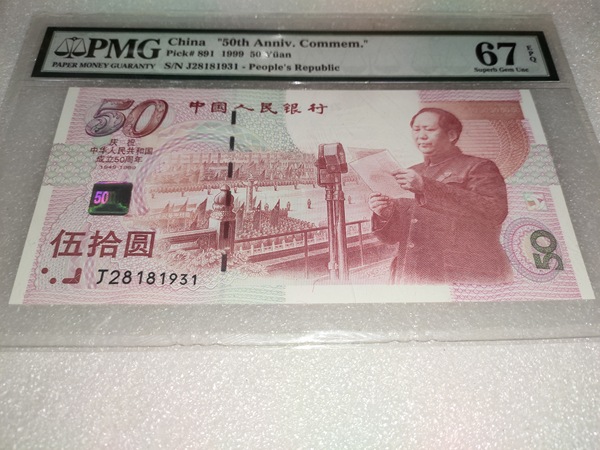 PMG
PAPER MONEY GUARANTY
China "50th Anniv. Commem."
Pick# 891 1999 50 Yüan
S/N J28181931 - People's Republic
67 EPQ
Superb Gem Unc
50
中国人民银行
庆祝
中华人民共和国
成立50周年
1949-1999
50
伍拾圆
J28181931
50